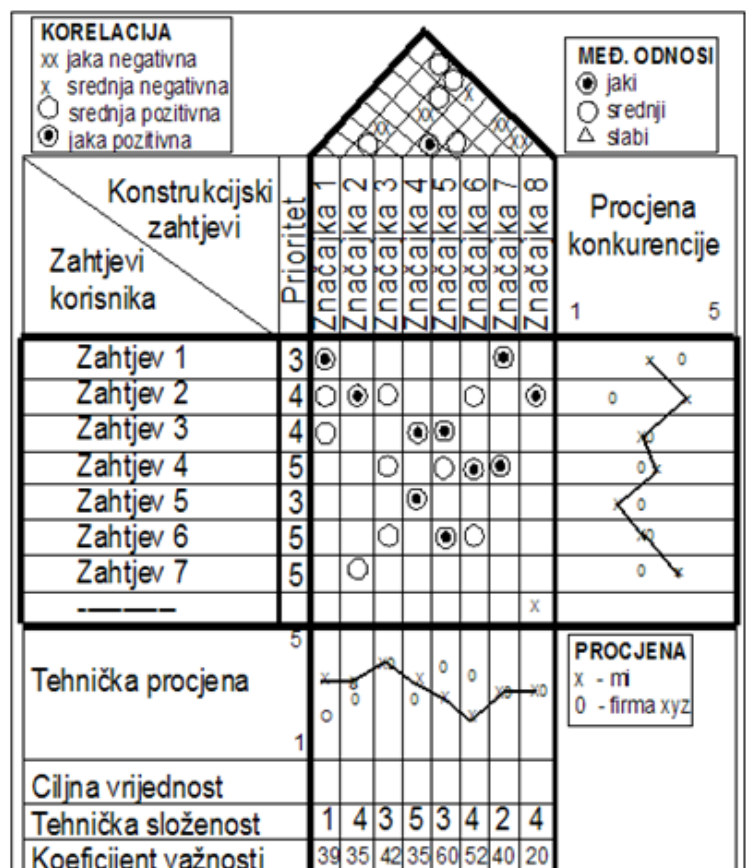 KORELACIJA
xx jaka negativna
x srednja negativna
srednja pozitivna
jaka pozitivna
MEĐ. ODNOSI
jaki
srednji
slabi
Konstrukcijski
zahtjevi
Zahtjevi
korisnika
Prioritet
Značajka 1
Značajka 2
Značajka 3
Značajka 4
Značajka 5
Značajka 6
Značajka 7
Značajka 8
Procjena
konkurencije
1 5
Zahtjev 1 3
Zahtjev 2 4
Zahtjev 3 4
Zahtjev 4 5
Zahtjev 5 3
Zahtjev 6 5
Zahtjev 7 5
Tehnička procjena
5
1
PROCJENA
x - mi
0 - firma xyz
Ciljna vrijednost
Tehnička složenost 1 4 3 5 3 4 2 4
Koeficijent važnosti 39 35 42 35 60 52 40 20